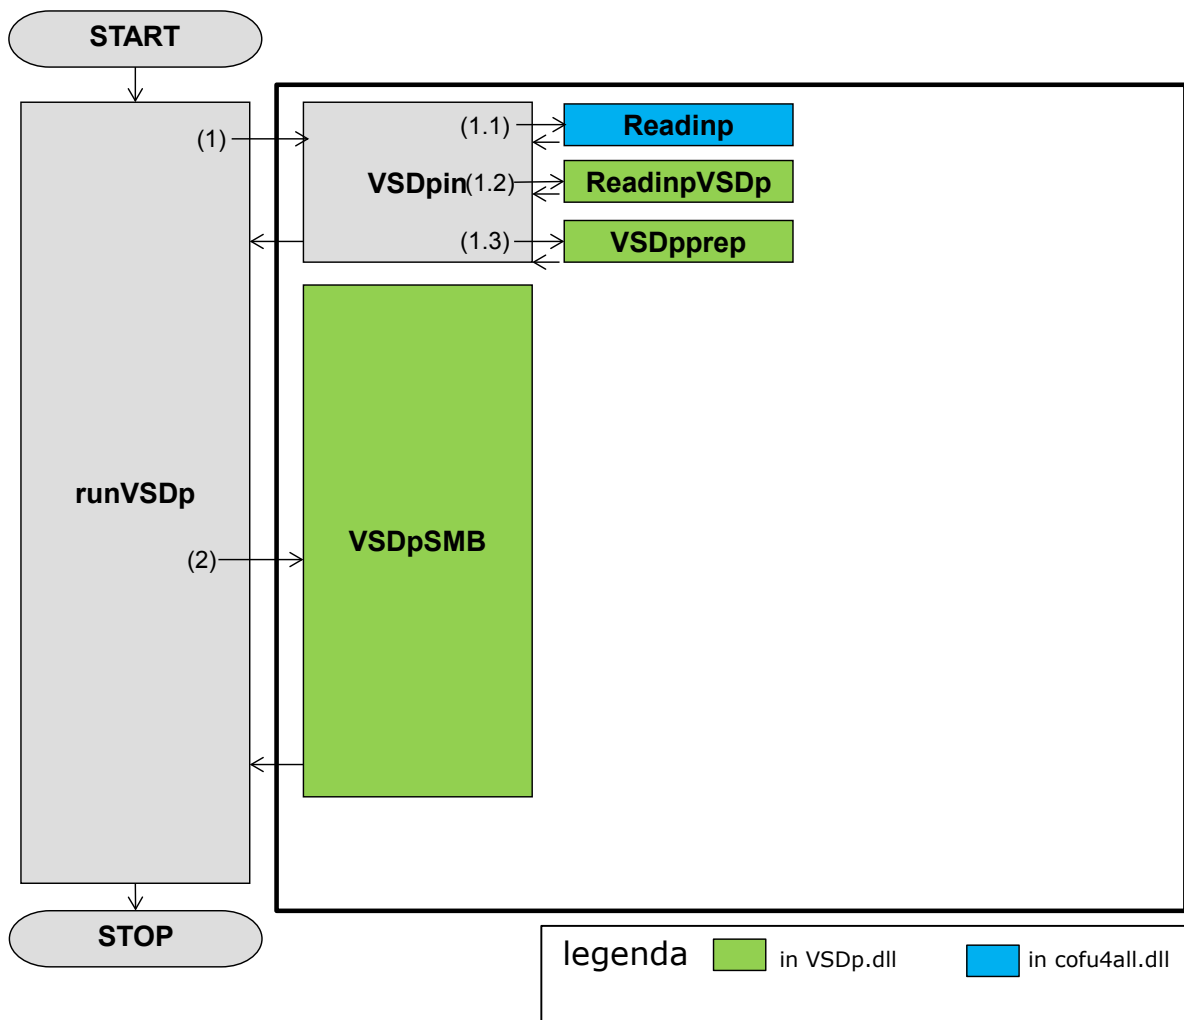 START
(1)
(1.1)
Readinp
VSDpin
(1.2)
ReadinpVSDp
(1.3)
VSDpprep
runVSDp
(2)
VSDpSMB
STOP
legenda
in VSDp.dll
in cofu4all.dll